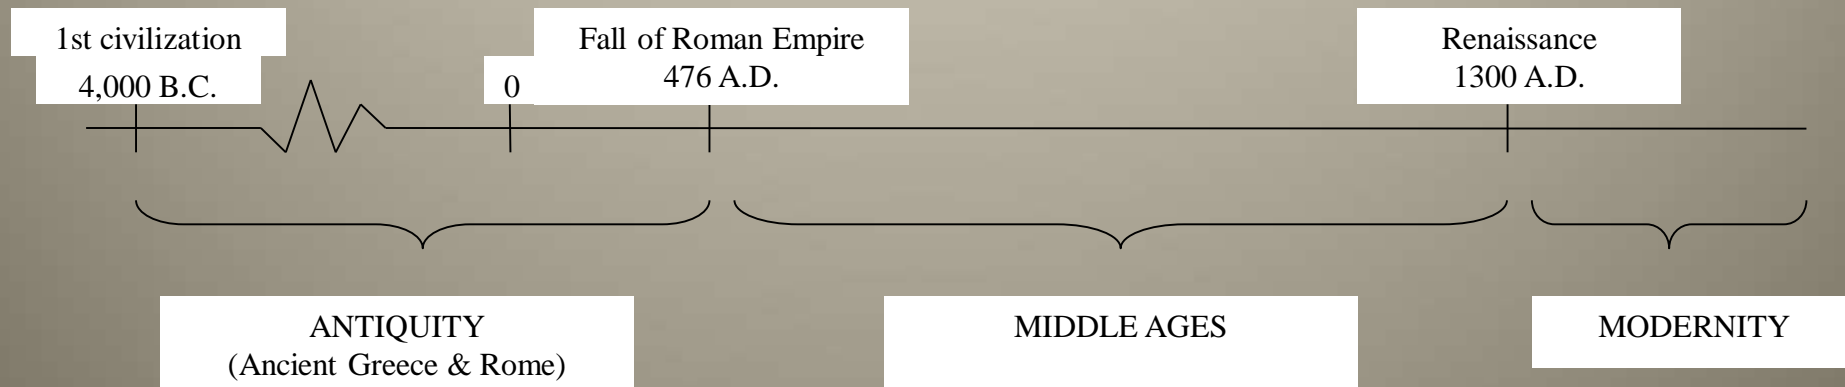 1st civilization
4,000 B.C.
0
Fall of Roman Empire
476 A.D.
Renaissance
1300 A.D.
ANTIQUITY
(Ancient Greece & Rome)
MIDDLE AGES
MODERNITY